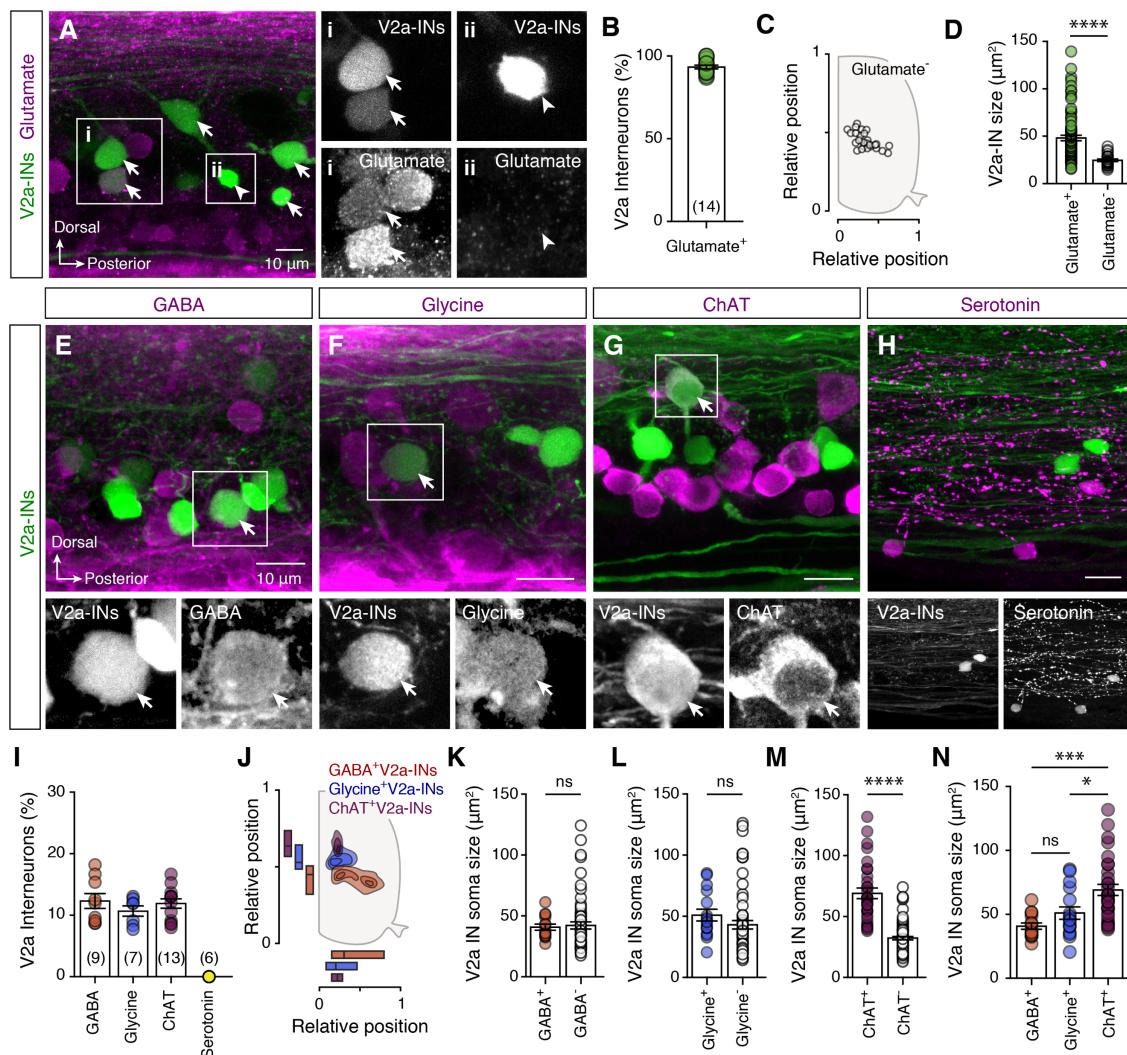 A
V2a-INs Glutamate
i
ii
Dorsal
Posterior
10 µm
i V2a-INs
ii V2a-INs
i Glutamate
ii Glutamate
B
V2a Interneurons (%)
100
50
0
(14)
Glutamate+
C
Relative position
1
0
Glutamate-
0 1
Relative position
D
V2a-IN size (µm²)
****
150
100
50
0
Glutamate+
Glutamate-
GABA
Glycine
ChAT
Serotonin
V2a-INs
E
Dorsal
Posterior
10 µm
F
G
H
V2a-INs
GABA
V2a-INs
Glycine
V2a-INs
ChAT
V2a-INs
Serotonin
I
V2a Interneurons (%)
30
20
10
0
(9) (7) (13) (6)
GABA
Glycine
ChAT
Serotonin
J
GABA+V2a-INs
Glycine+V2a-INs
ChAT+V2a-INs
Relative position
1
0
0 1
Relative position
K
V2a IN soma size (µm²)
ns
150
100
50
0
GABA+
GABA-
L
V2a IN soma size (µm²)
ns
150
100
50
0
Glycine+
Glycine-
M
V2a IN soma size (µm²)
****
150
100
50
0
ChAT+
ChAT-
N
V2a IN soma size (µm²)
***
*
ns
150
100
50
0
GABA+
Glycine+
ChAT+